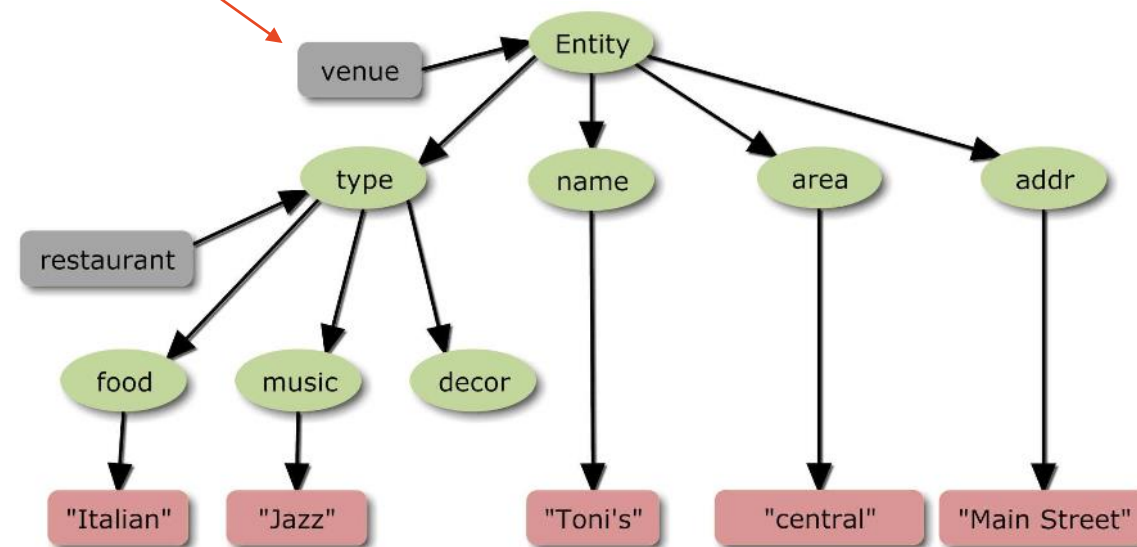 Entity
venue
type
name
area
addr
restaurant
food
music
decor
"Italian"
"Jazz"
"Toni's"
"central"
"Main Street"